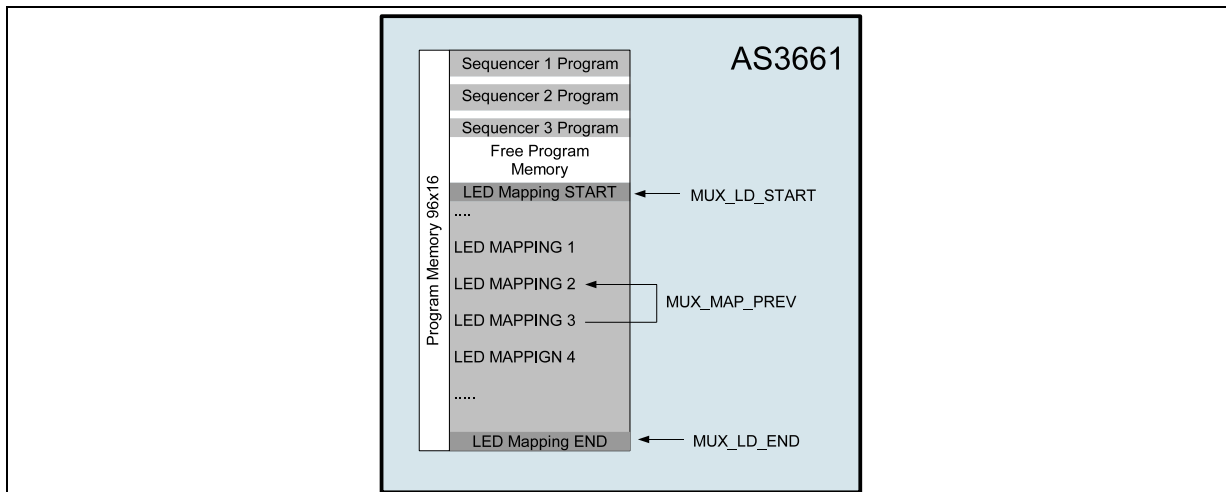 AS3661
Program Memory 96x16
Sequencer 1 Program
Sequencer 2 Program
Sequencer 3 Program
Free Program
Memory
LED Mapping START
MUX_LD_START
....
LED MAPPING 1
LED MAPPING 2
MUX_MAP_PREV
LED MAPPING 3
LED MAPPIGN 4
.....
LED Mapping END
MUX_LD_END